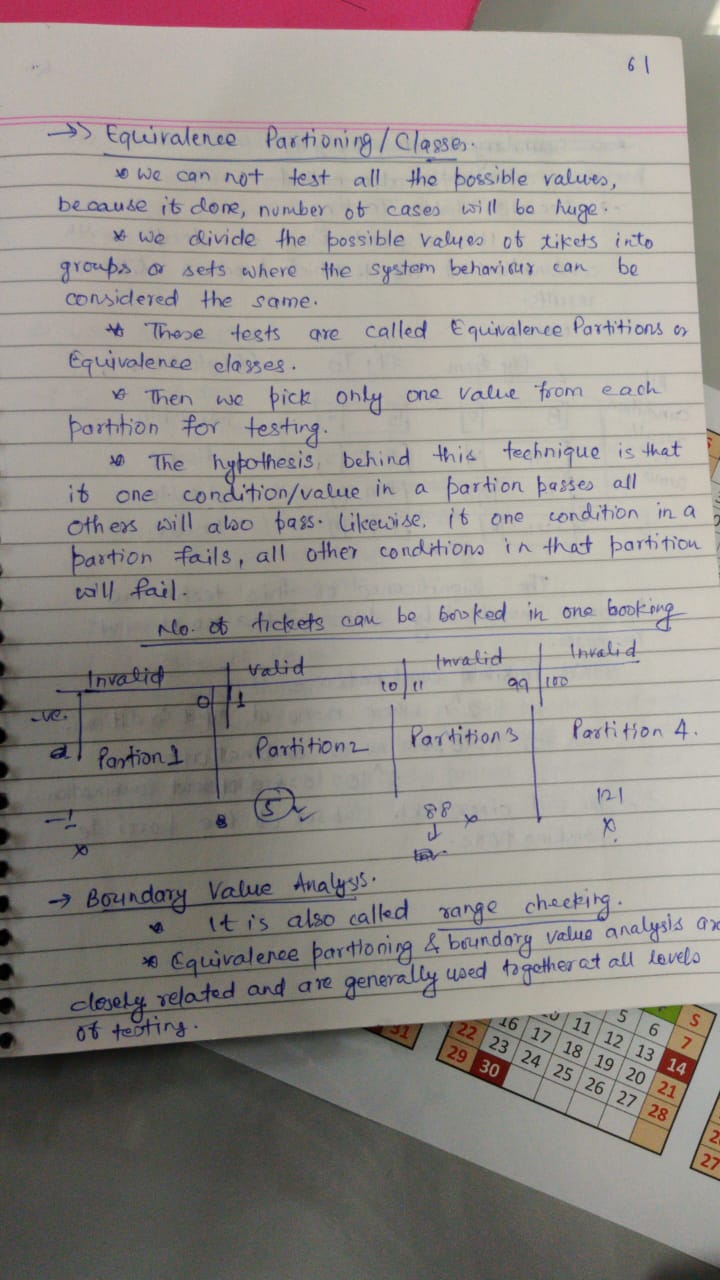 61
->> Equivalence Partioning / Classes.
* We can not test all the possible values,
because if done, number of cases will be huge.
* we divide the possible values of tikets into
groups or sets where the system behaviour can be
considered the same.
* These tests are called Equivalence Partitions or
Equivalence classes.
* Then we pick only one value from each
partition for testing.
* The hypothesis behind this technique is that
if one condition/value in a partion passes all
others will also pass. Likewise, if one condition in a
partion fails, all other conditions in that partition
will fail.
No. of tickets can be booked in one booking
Invalid valid Invalid Invalid
-ve. 0 1 10 11 99 100
Partion 1 Partition 2 Partition 3 Partition 4.
-1 5 ✓ 88 x 121
x x
-> Boundary Value Analysis.
* It is also called range checking.
* Equivalence partioning & boundary value analysis are
closely related and are generally used together at all levels
of testing.
5 6 S
11 12 13 7
16 17 18 19 20 14
22 23 24 25 26 27 21
29 30 28
31
27